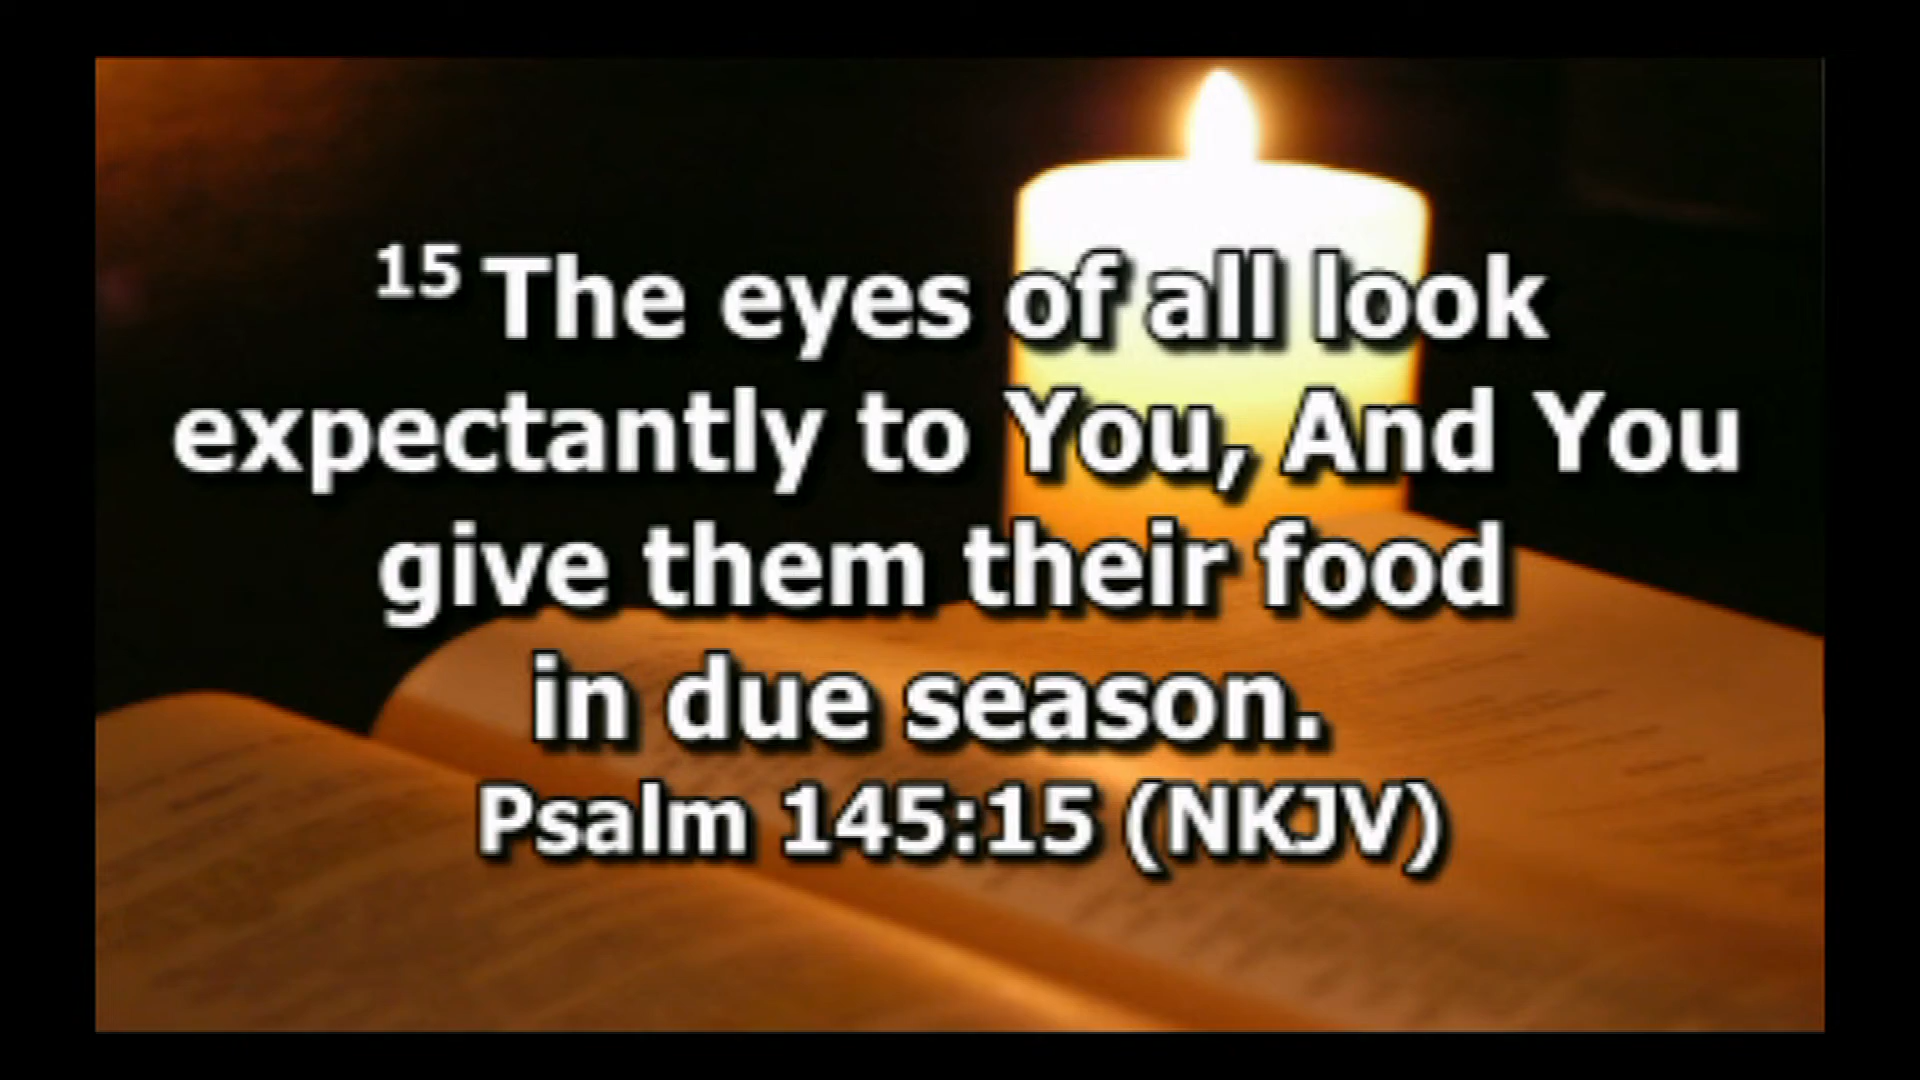 15 The eyes of all look
expectantly to You, And You
give them their food
in due season.
Psalm 145:15 (NKJV)